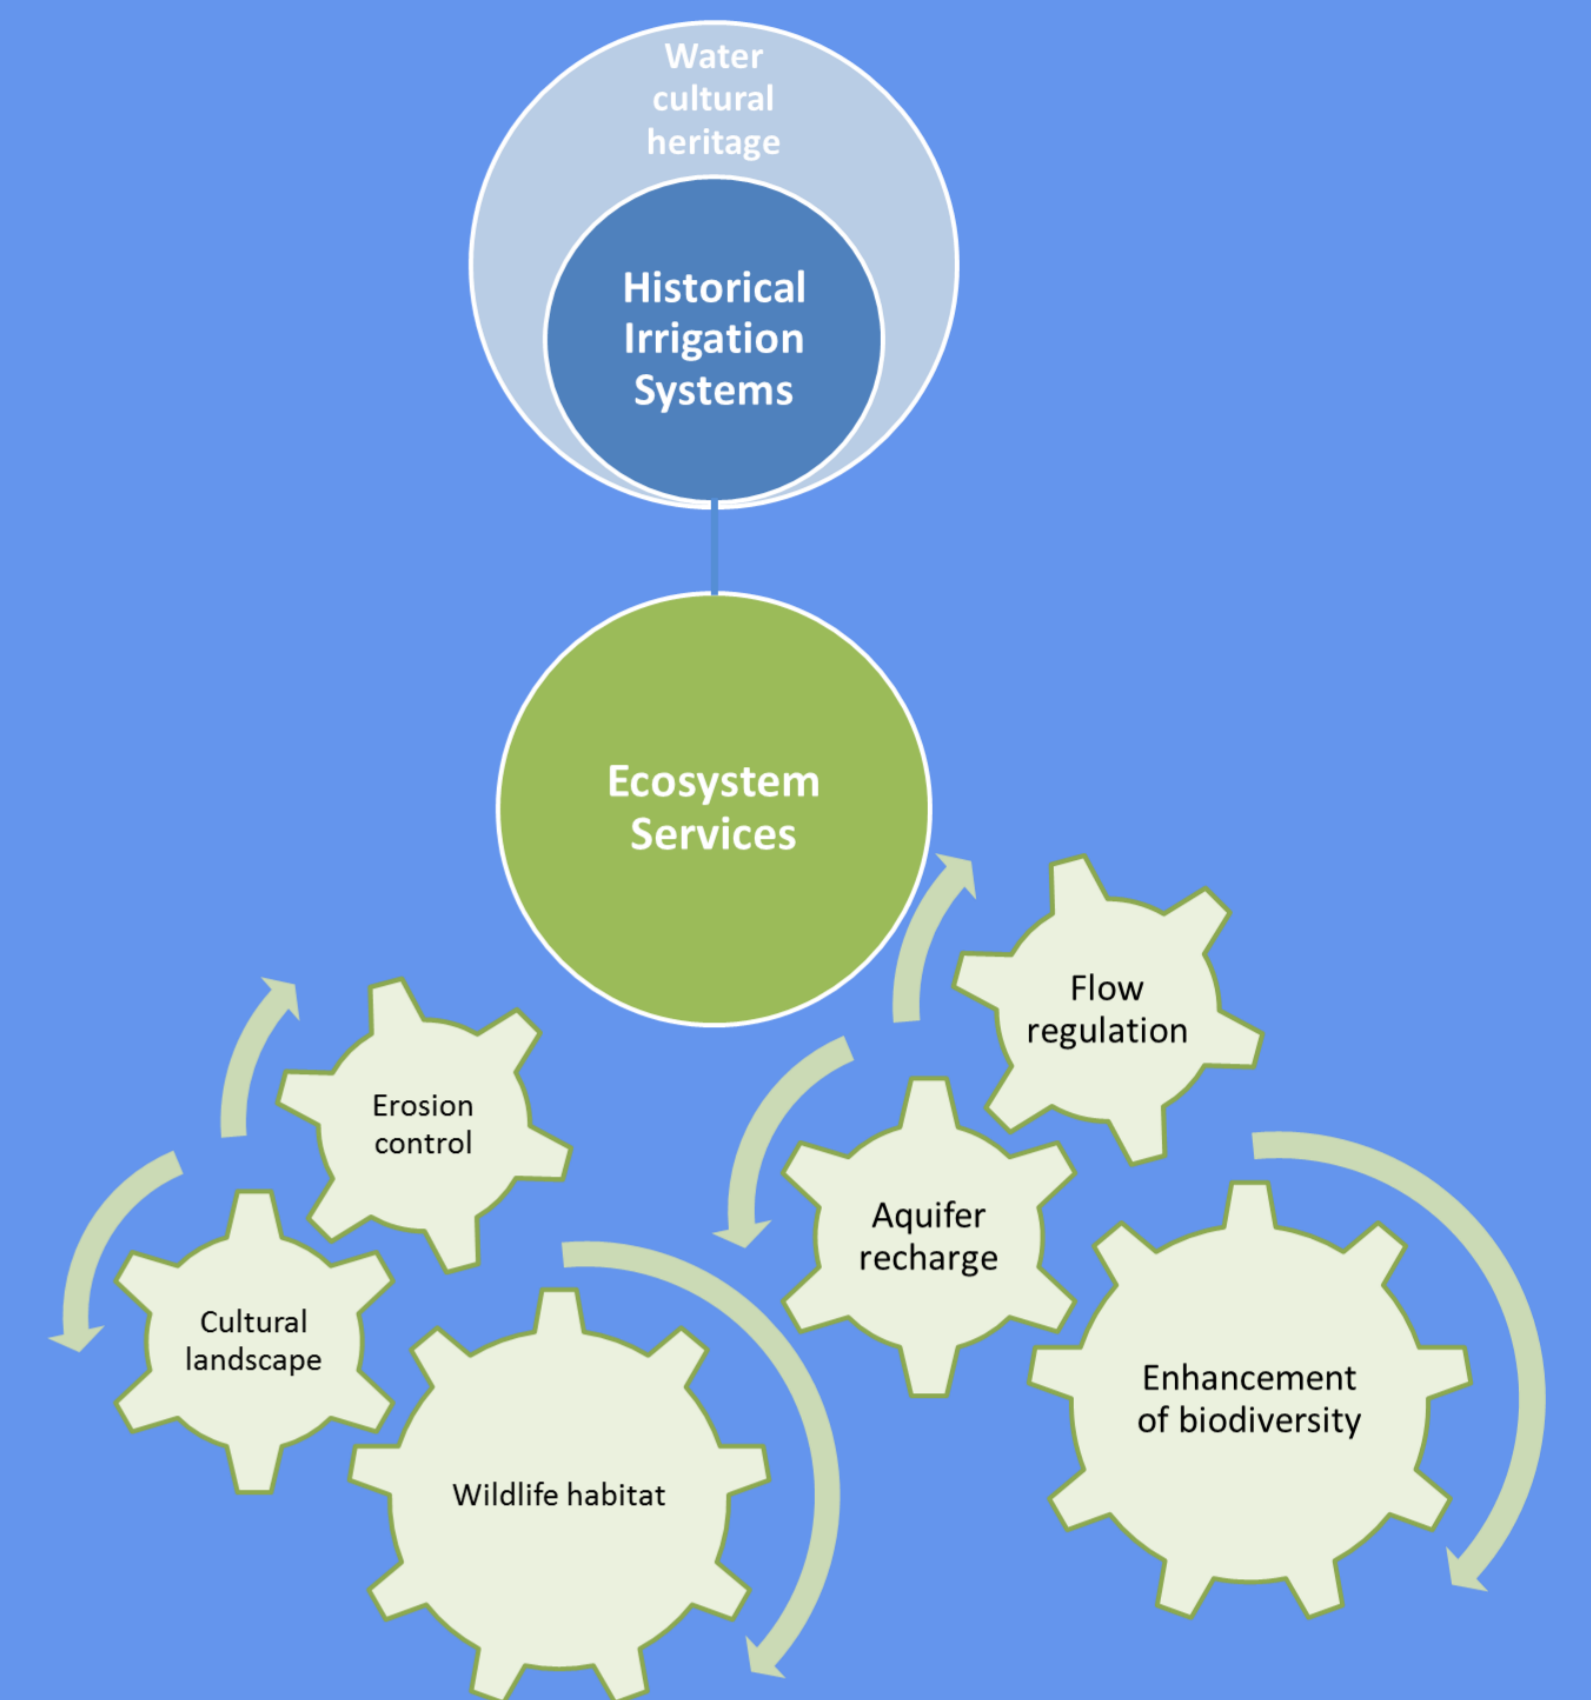 Water
cultural
heritage
Historical
Irrigation
Systems
Ecosystem
Services
Flow
regulation
Erosion
control
Aquifer
recharge
Cultural
landscape
Enhancement
of biodiversity
Wildlife habitat